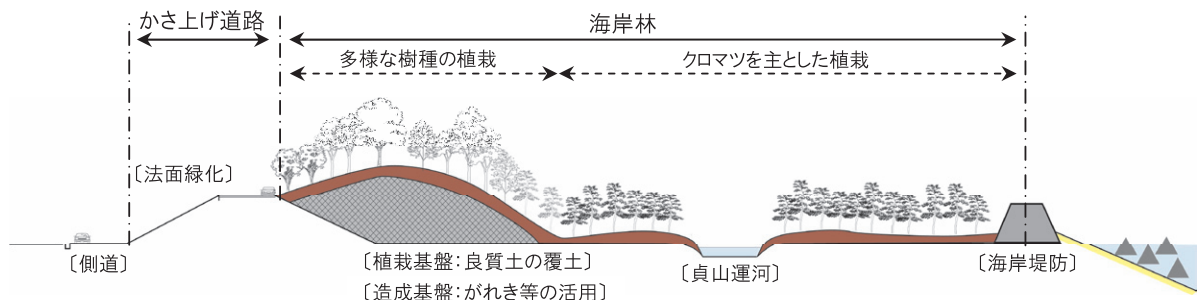 かさ上げ道路
海岸林
多様な樹種の植栽
クロマツを主とした植栽
〔法面緑化〕
〔側道〕
〔植栽基盤：良質土の覆土〕
〔造成基盤：がれき等の活用〕
〔貞山運河〕
〔海岸堤防〕